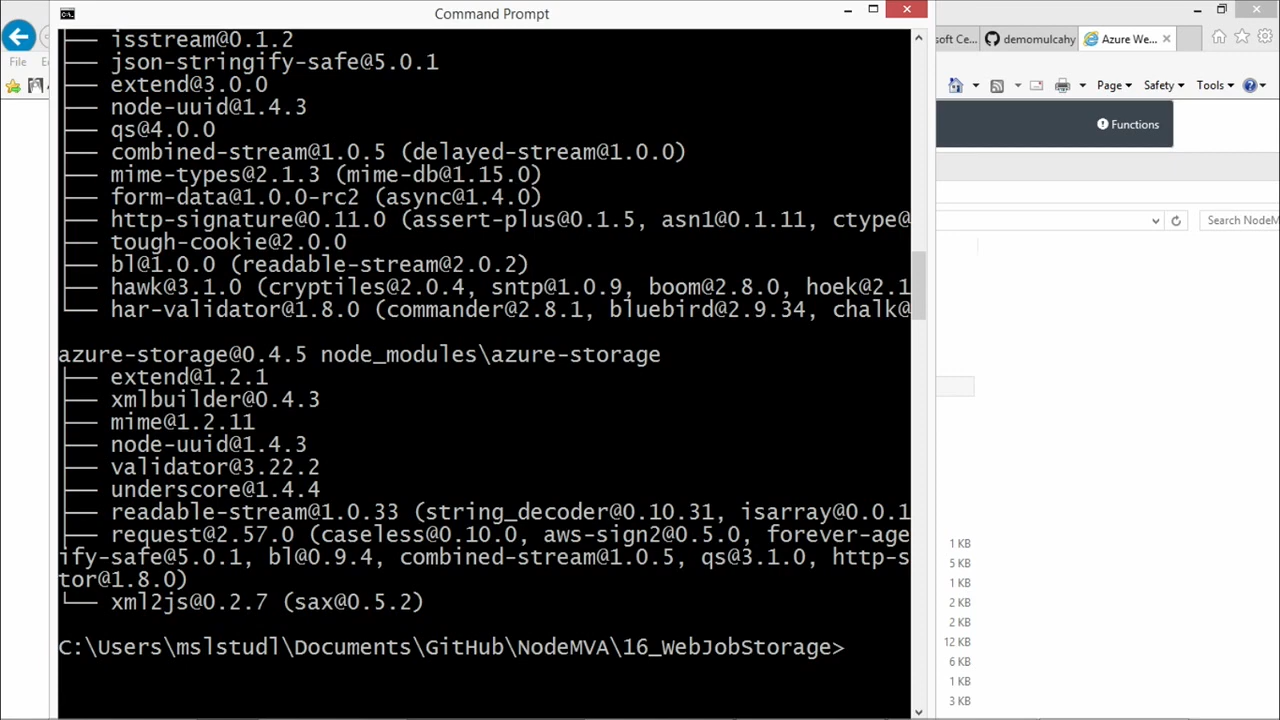 Command Prompt
soft Ce...
demomulcahy
Azure We...
File
Page
Safety
Tools
Functions
Search NodeM
├── isstream@0.1.2
├── json-stringify-safe@5.0.1
├── extend@3.0.0
├── node-uuid@1.4.3
├── qs@4.0.0
├── combined-stream@1.0.5 (delayed-stream@1.0.0)
├── mime-types@2.1.3 (mime-db@1.15.0)
├── form-data@1.0.0-rc2 (async@1.4.0)
├── http-signature@0.11.0 (assert-plus@0.1.5, asn1@0.1.11, ctype@
├── tough-cookie@2.0.0
├── bl@1.0.0 (readable-stream@2.0.2)
├── hawk@3.1.0 (cryptiles@2.0.4, sntp@1.0.9, boom@2.8.0, hoek@2.1
└── har-validator@1.8.0 (commander@2.8.1, bluebird@2.9.34, chalk@
azure-storage@0.4.5 node_modules\azure-storage
├── extend@1.2.1
├── xmlbuilder@0.4.3
├── mime@1.2.11
├── node-uuid@1.4.3
├── validator@3.22.2
├── underscore@1.4.4
├── readable-stream@1.0.33 (string_decoder@0.10.31, isarray@0.0.1
├── request@2.57.0 (caseless@0.10.0, aws-sign2@0.5.0, forever-age
ify-safe@5.0.1, bl@0.9.4, combined-stream@1.0.5, qs@3.1.0, http-s
tor@1.8.0)
└── xml2js@0.2.7 (sax@0.5.2)
C:\Users\mslstudl\Documents\GitHub\NodeMVA\16_WebJobStorage>
1 KB
5 KB
1 KB
2 KB
2 KB
12 KB
6 KB
1 KB
3 KB